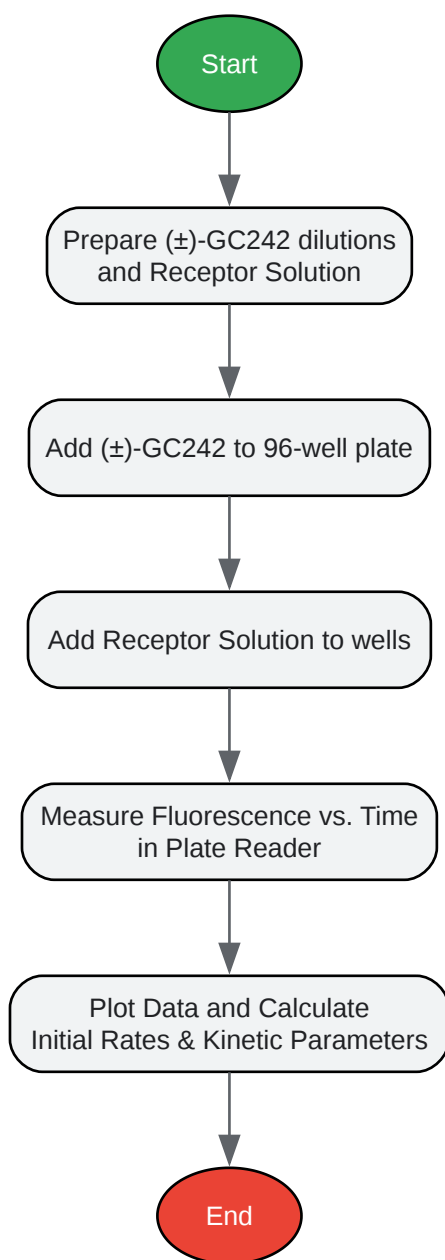 Start
Prepare (±)-GC242 dilutions
and Receptor Solution
Add (±)-GC242 to 96-well plate
Add Receptor Solution to wells
Measure Fluorescence vs. Time
in Plate Reader
Plot Data and Calculate
Initial Rates & Kinetic Parameters
End